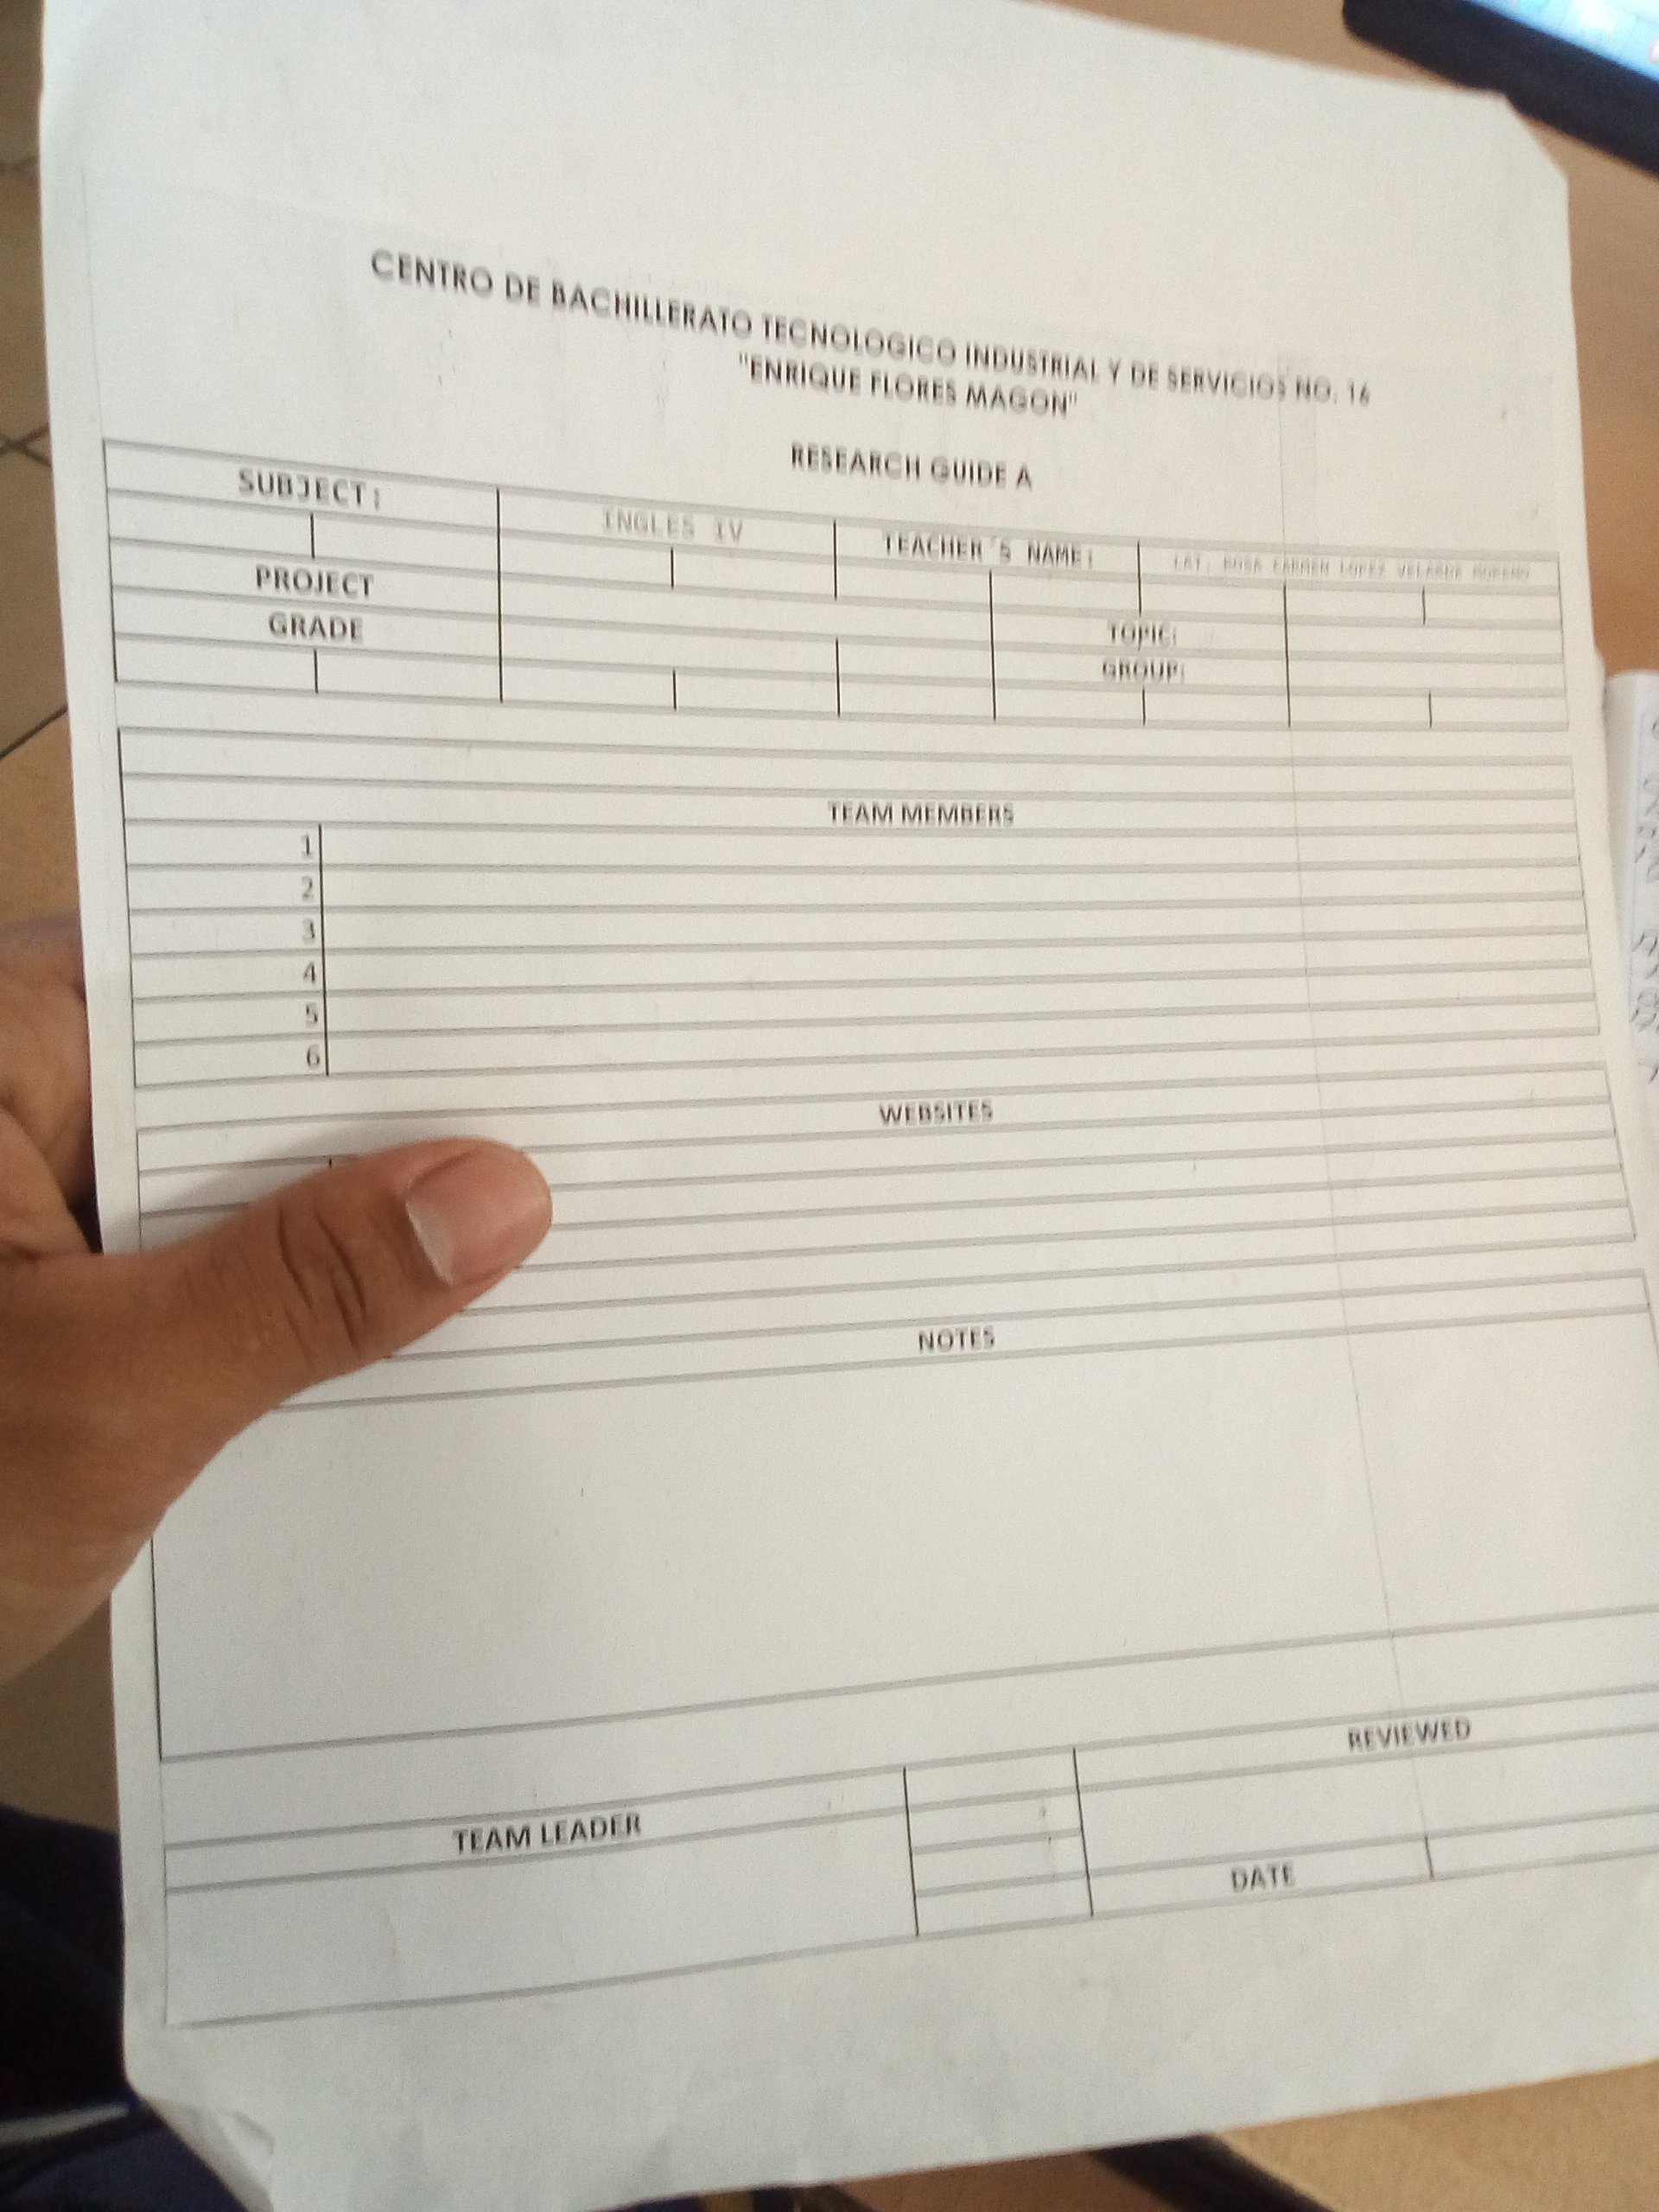 CENTRO DE BACHILLERATO TECNOLOGICO INDUSTRIAL Y DE SERVICIOS NO. 16
"ENRIQUE FLORES MAGON"
RESEARCH GUIDE A
SUBJECT: INGLES IV TEACHER´S NAME: LAT. ROSA CARMEN LOPEZ VELARDE MORENO
PROJECT TOPIC:
GRADE GROUP:
TEAM MEMBERS
1
2
3
4
5
6
WEBSITES
NOTES
TEAM LEADER REVIEWED
DATE